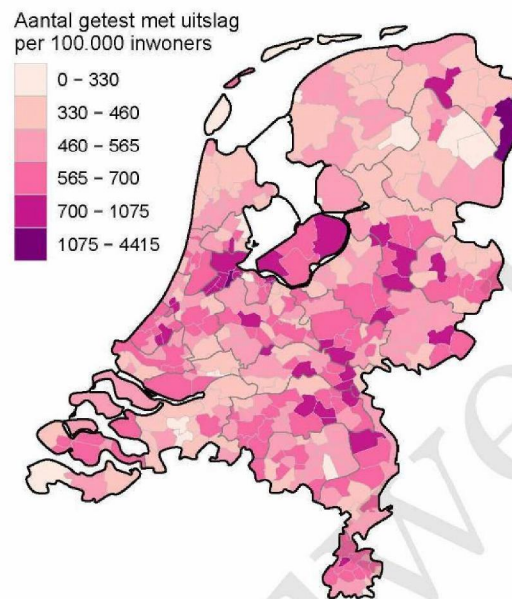 Aantal getest met uitslag
per 100.000 inwoners
0 – 330
330 – 460
460 – 565
565 – 700
700 – 1075
1075 – 4415